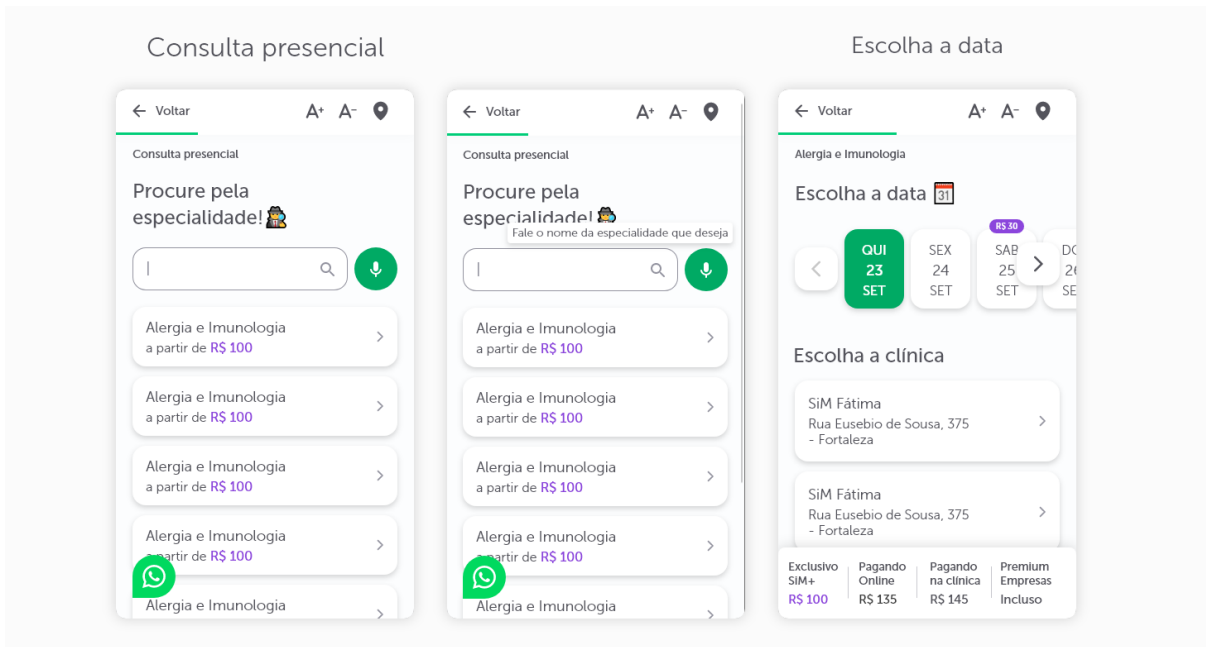 Consulta presencial
Escolha a data
Voltar A+ A-
Consulta presencial
Procure pela
especialidade!
Alergia e Imunologia
a partir de R$ 100
Alergia e Imunologia
a partir de R$ 100
Alergia e Imunologia
a partir de R$ 100
Alergia e Imunologia
a partir de R$ 100
Alergia e Imunologia
Voltar A+ A-
Consulta presencial
Procure pela
especialidade!
Fale o nome da especialidade que deseja
Alergia e Imunologia
a partir de R$ 100
Alergia e Imunologia
a partir de R$ 100
Alergia e Imunologia
a partir de R$ 100
Alergia e Imunologia
a partir de R$ 100
Alergia e Imunologia
Voltar A+ A-
Alergia e Imunologia
Escolha a data 31
R$ 30
QUI SEX SAB
23 24 25
SET SET SET
Escolha a clínica
SiM Fátima
Rua Eusebio de Sousa, 375
- Fortaleza
SiM Fátima
Rua Eusebio de Sousa, 375
- Fortaleza
Exclusivo Pagando Pagando Premium
SiM+ Online na clínica Empresas
R$ 100 R$ 135 R$ 145 Incluso